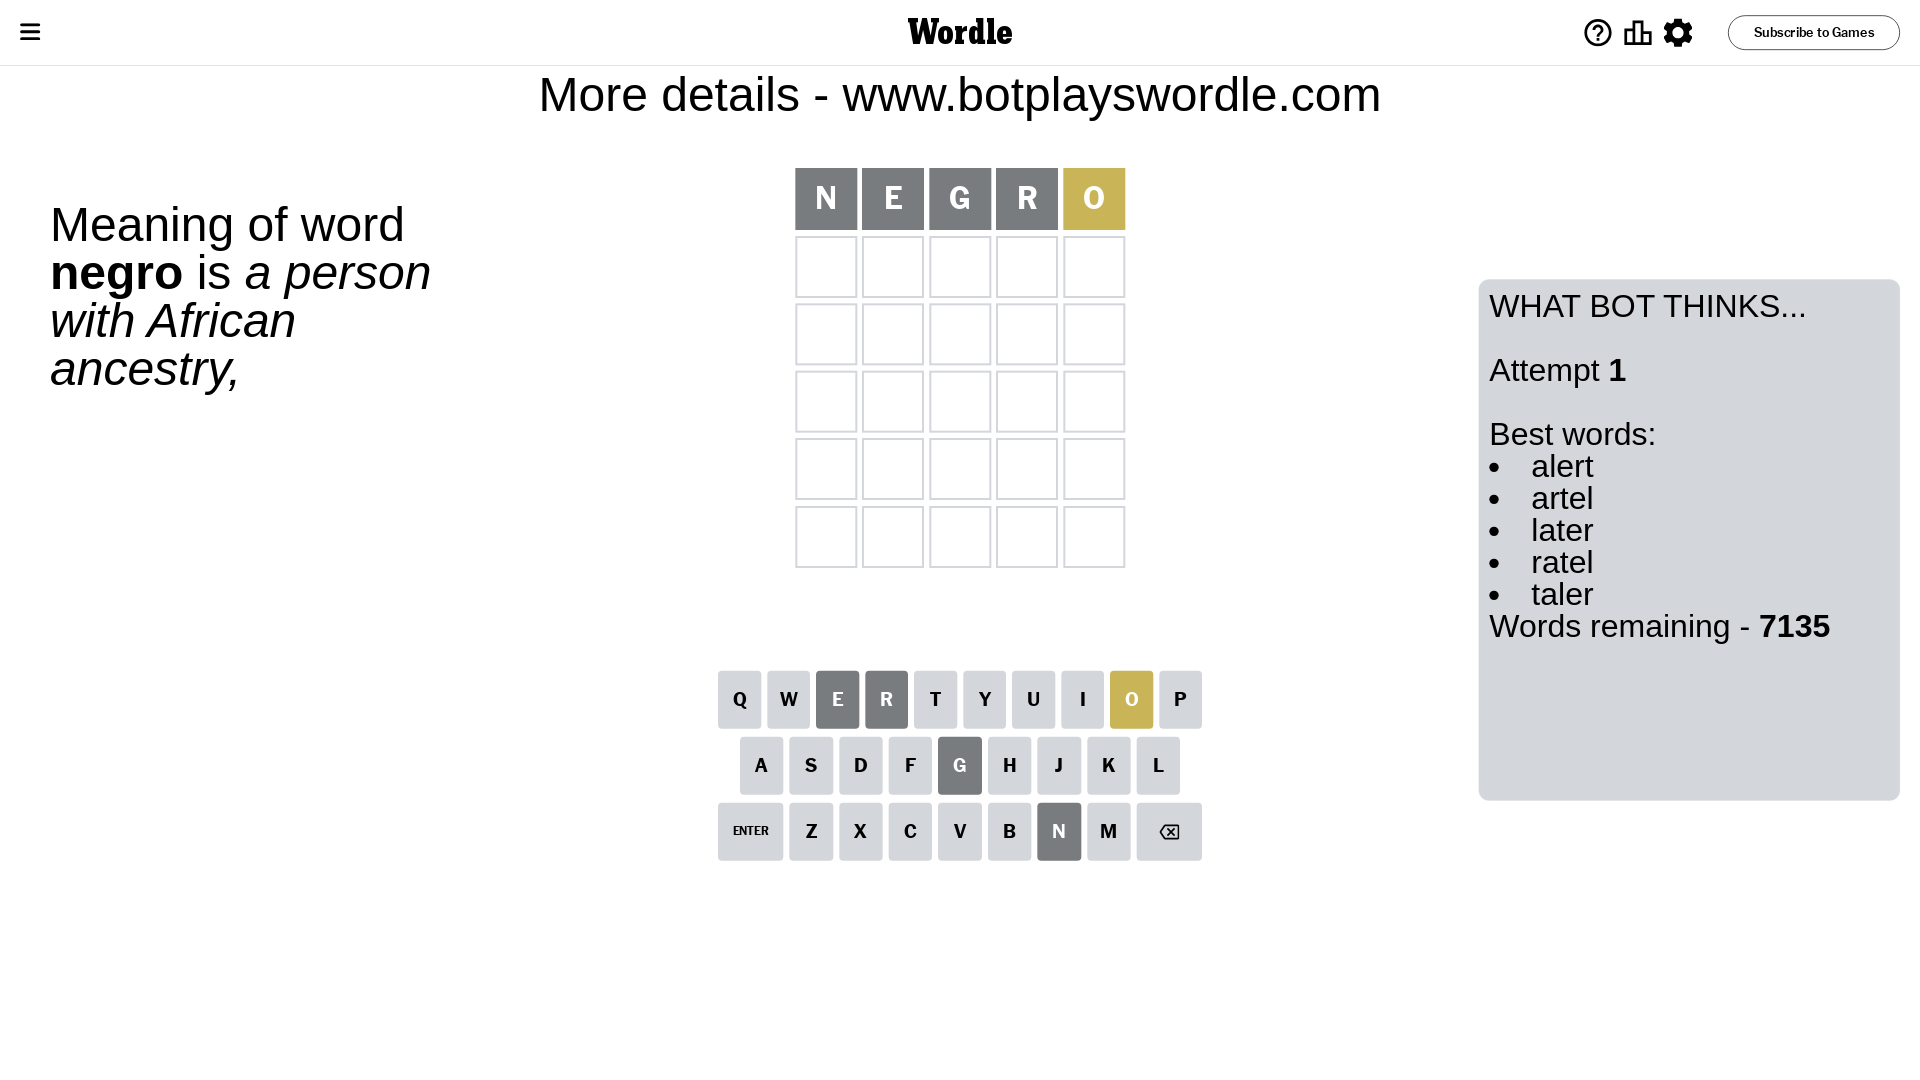 Wordle
Subscribe to Games
More details - www.botplayswordle.com
Meaning of word
negro is a person
with African
ancestry,
N E G R O
WHAT BOT THINKS...
Attempt 1
Best words:
• alert
• artel
• later
• ratel
• taler
Words remaining - 7135
Q W E R T Y U I O P
A S D F G H J K L
ENTER Z X C V B N M